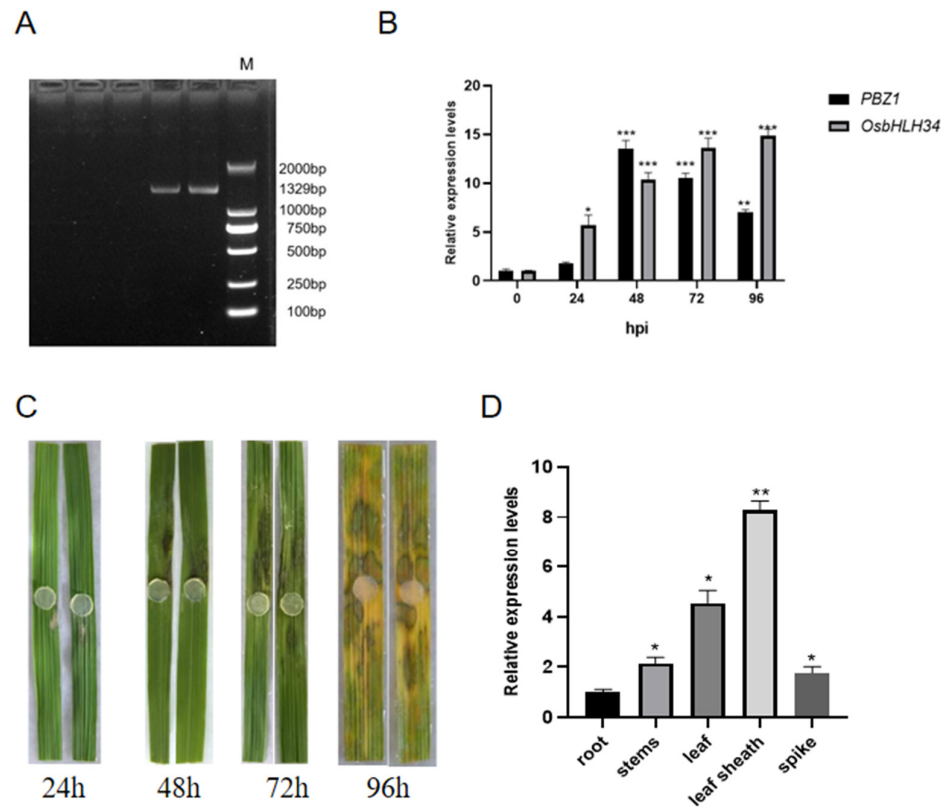 A
M
2000bp
1329bp
1000bp
750bp
500bp
250bp
100bp
B
Relative expression levels
20
15
10
5
0
*
***
***
***
***
**
***
0 24 48 72 96
hpi
PBZ1
OsbHLH34
C
24h 48h 72h 96h
D
Relative expression levels
10
8
6
4
2
0
*
*
**
*
root stems leaf leaf sheath spike